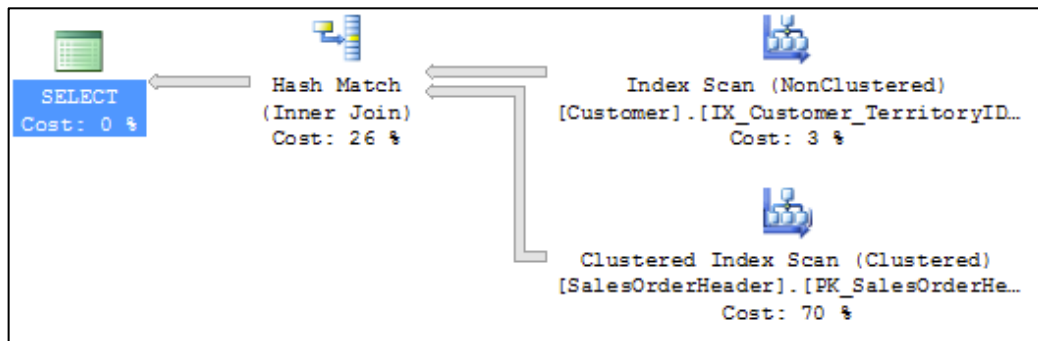 SELECT
Cost: 0 %
Hash Match
(Inner Join)
Cost: 26 %
Index Scan (NonClustered)
[Customer].[IX_Customer_TerritoryID…
Cost: 3 %
Clustered Index Scan (Clustered)
[SalesOrderHeader].[PK_SalesOrderHe…
Cost: 70 %